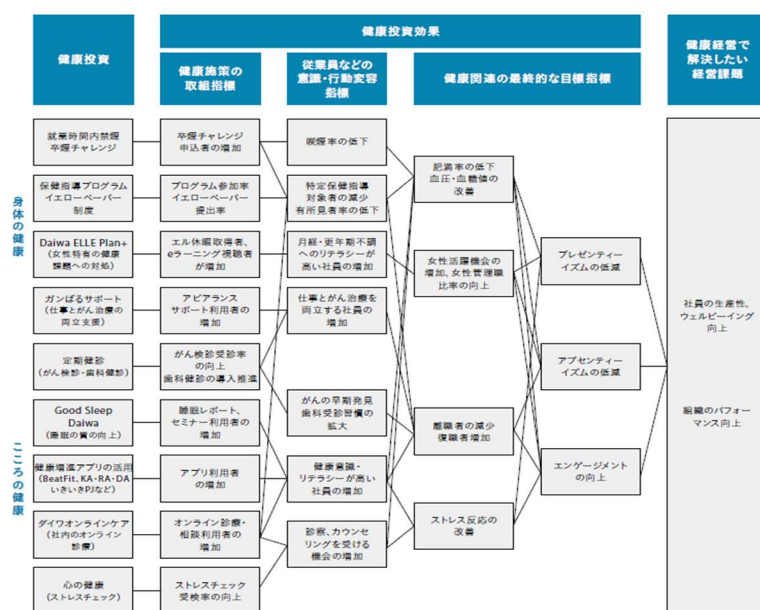 健康投資
健康投資効果
健康経営で
解決したい
経営課題
健康施策の
取組指標
従業員などの
意識・行動変容
指標
健康関連の最終的な目標指標
身体の健康
こころの健康
就業時間内禁煙
卒煙チャレンジ
保健指導プログラム
イエローペーパー
制度
Daiwa ELLE Plan+
(女性特有の健康
課題への対処)
ガンばるサポート
(仕事とがん治療の
両立支援)
定期健診
(がん検診・歯科健診)
Good Sleep
Daiwa
(睡眠の質の向上)
健康増進アプリの活用
(BeatFit、KA・RA・DA
いきいきPJなど)
ダイワオンラインケア
(社内のオンライン
診療)
心の健康
(ストレスチェック)
卒煙チャレンジ
申込者の増加
プログラム参加率
イエローペーパー
提出率
エル休暇取得者、
eラーニング視聴者
が増加
アピアランス
サポート利用者の
増加
がん検診受診率
の向上
歯科健診の導入推進
睡眠レポート、
セミナー利用者の
増加
アプリ利用者
の増加
オンライン診療・
相談利用者の
増加
ストレスチェック
受検率の向上
喫煙率の低下
特定保健指導
対象者の減少
有所見者率の低下
月経・更年期不調
へのリテラシーが
高い社員の増加
仕事とがん治療を
両立する社員の
増加
がんの早期発見
歯科受診習慣の
拡大
健康意識・
リテラシーが高い
社員の増加
診察、カウンセ
リングを受ける
機会の増加
肥満率の低下
血圧・血糖値の
改善
女性活躍機会の
増加、女性管理職
比率の向上
離職者の減少
復職者増加
ストレス反応の
改善
プレゼンティー
イズムの低減
アブセンティー
イズムの低減
エンゲージメント
の向上
社員の生産性、
ウェルビーイング
向上
組織のパフォー
マンス向上